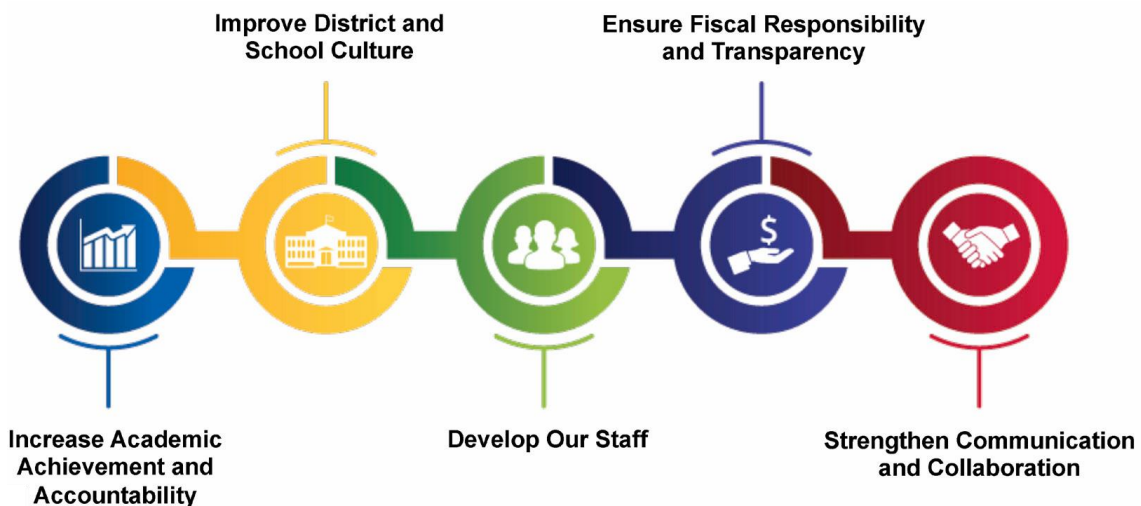 Improve District and
School Culture
Ensure Fiscal Responsibility
and Transparency
$
Increase Academic
Achievement and
Accountability
Develop Our Staff
Strengthen Communication
and Collaboration